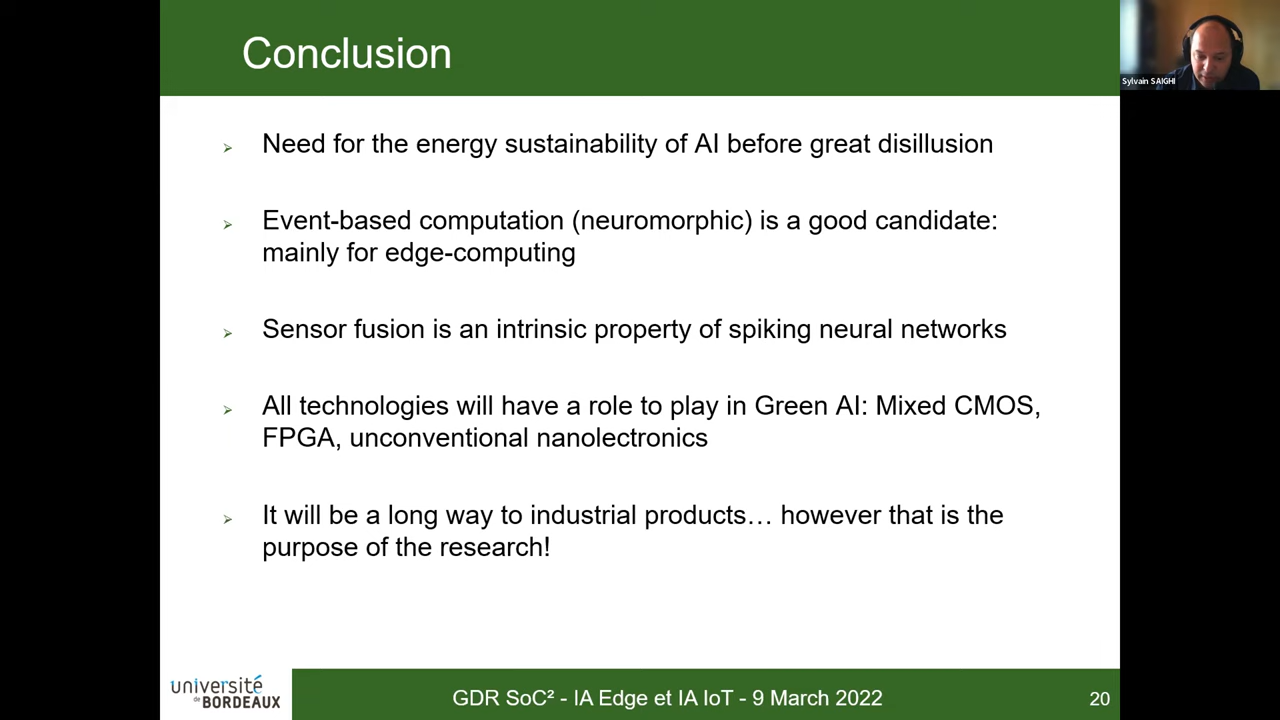 Conclusion
Sylvain SAIGHI
Need for the energy sustainability of AI before great disillusion
Event-based computation (neuromorphic) is a good candidate:
mainly for edge-computing
Sensor fusion is an intrinsic property of spiking neural networks
All technologies will have a role to play in Green AI: Mixed CMOS,
FPGA, unconventional nanolectronics
It will be a long way to industrial products… however that is the
purpose of the research!
université
de BORDEAUX
GDR SoC² - IA Edge et IA IoT - 9 March 2022
20